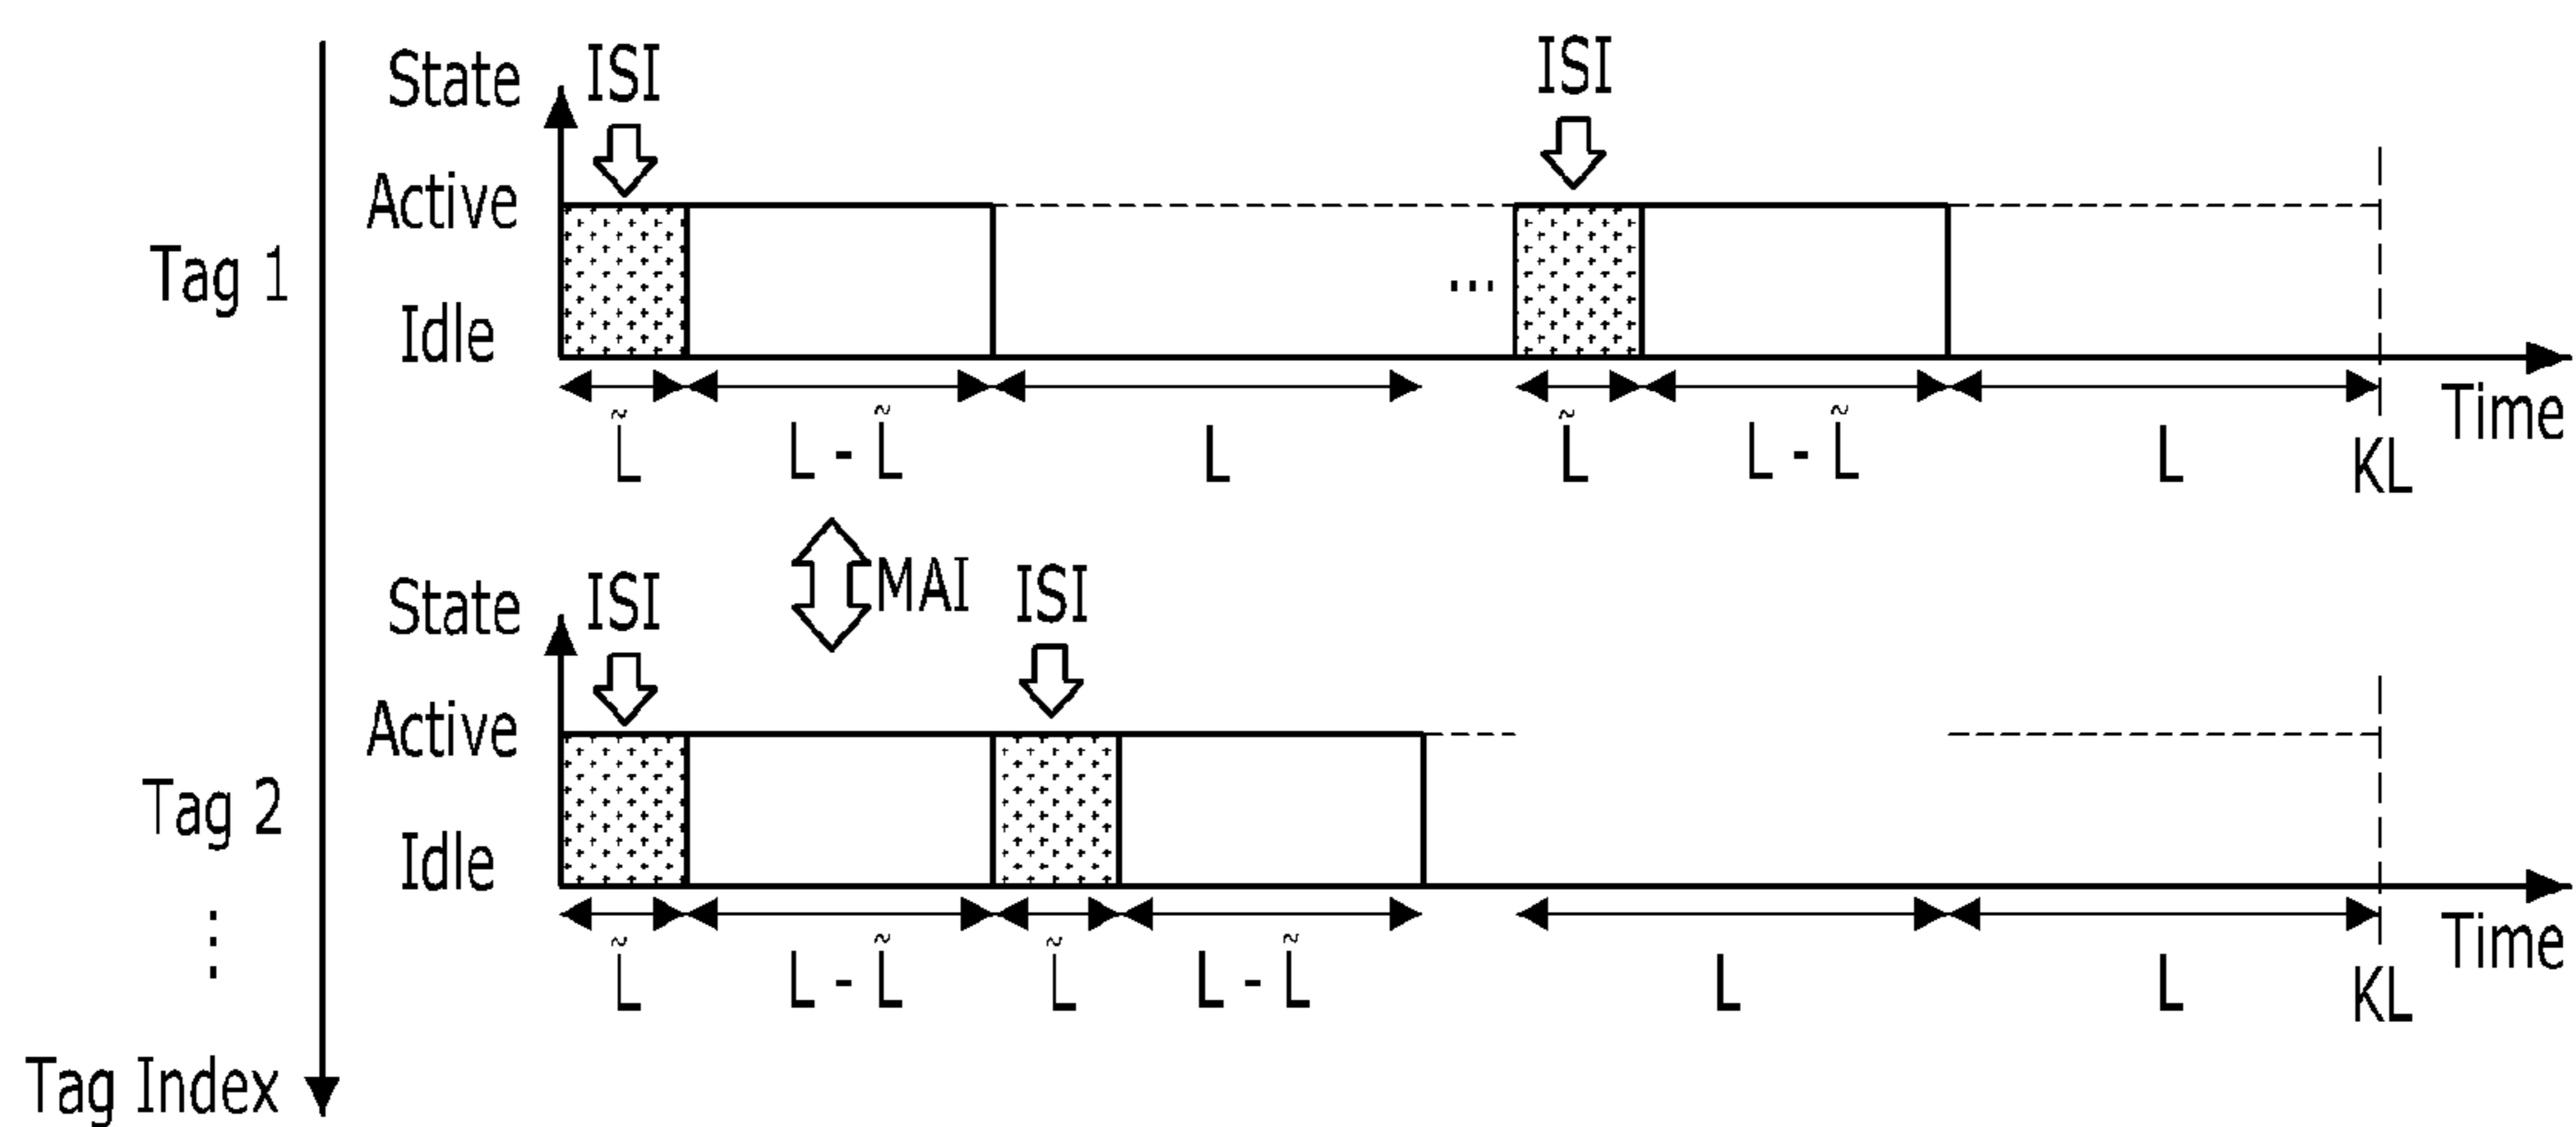 State ISI ISI
Active
Tag 1
Idle
...
L̃ L - L̃ L L̃ L - L̃ L KL Time
MAI
State ISI ISI
Active
Tag 2
Idle
⋮
L̃ L - L̃ L̃ L - L̃ L L KL Time
Tag Index